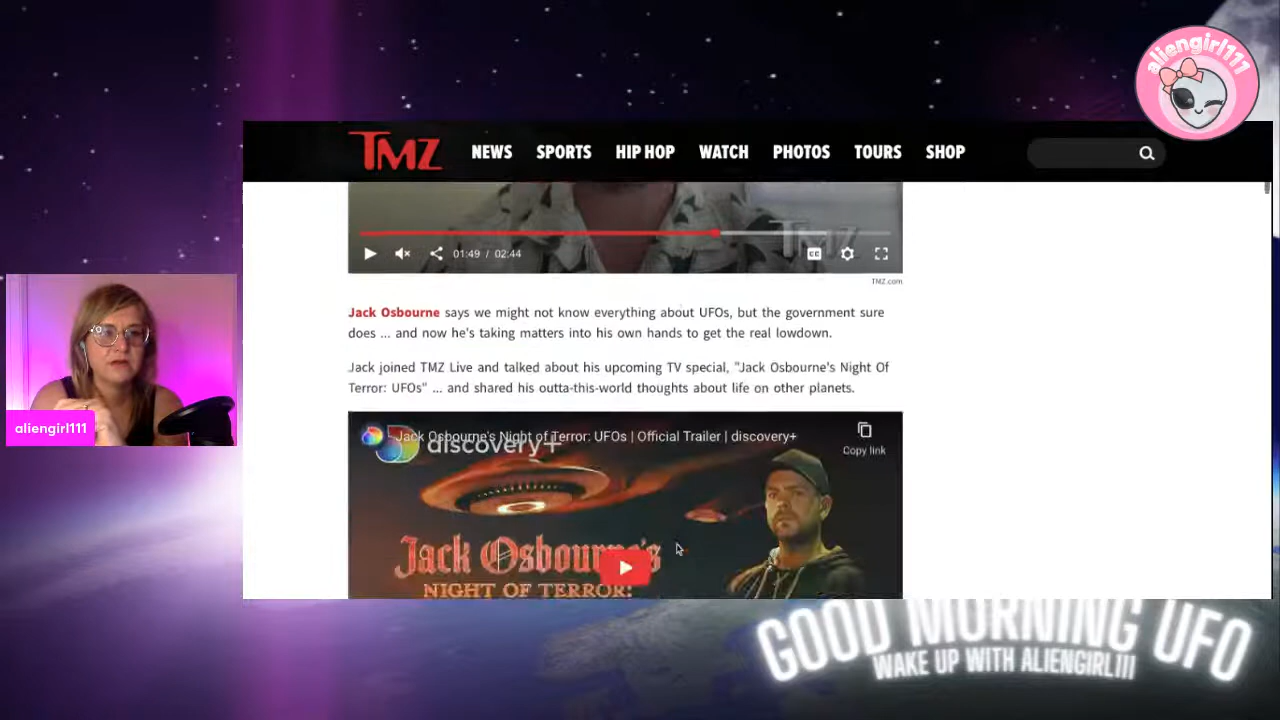 aliengirl111
TMZ
NEWS
SPORTS
HIP HOP
WATCH
PHOTOS
TOURS
SHOP
TMZ
01:49 / 02:44
CC
TMZ.com
Jack Osbourne says we might not know everything about UFOs, but the government sure
does ... and now he's taking matters into his own hands to get the real lowdown.
Jack joined TMZ Live and talked about his upcoming TV special, "Jack Osbourne's Night Of
Terror: UFOs" ... and shared his outta-this-world thoughts about life on other planets.
Jack Osbourne's Night of Terror: UFOs | Official Trailer | discovery+
discovery+
Copy link
Jack Osbourne's
NIGHT OF TERROR:
aliengirl111
GOOD MORNING UFO
WAKE UP WITH ALIENGIRL111